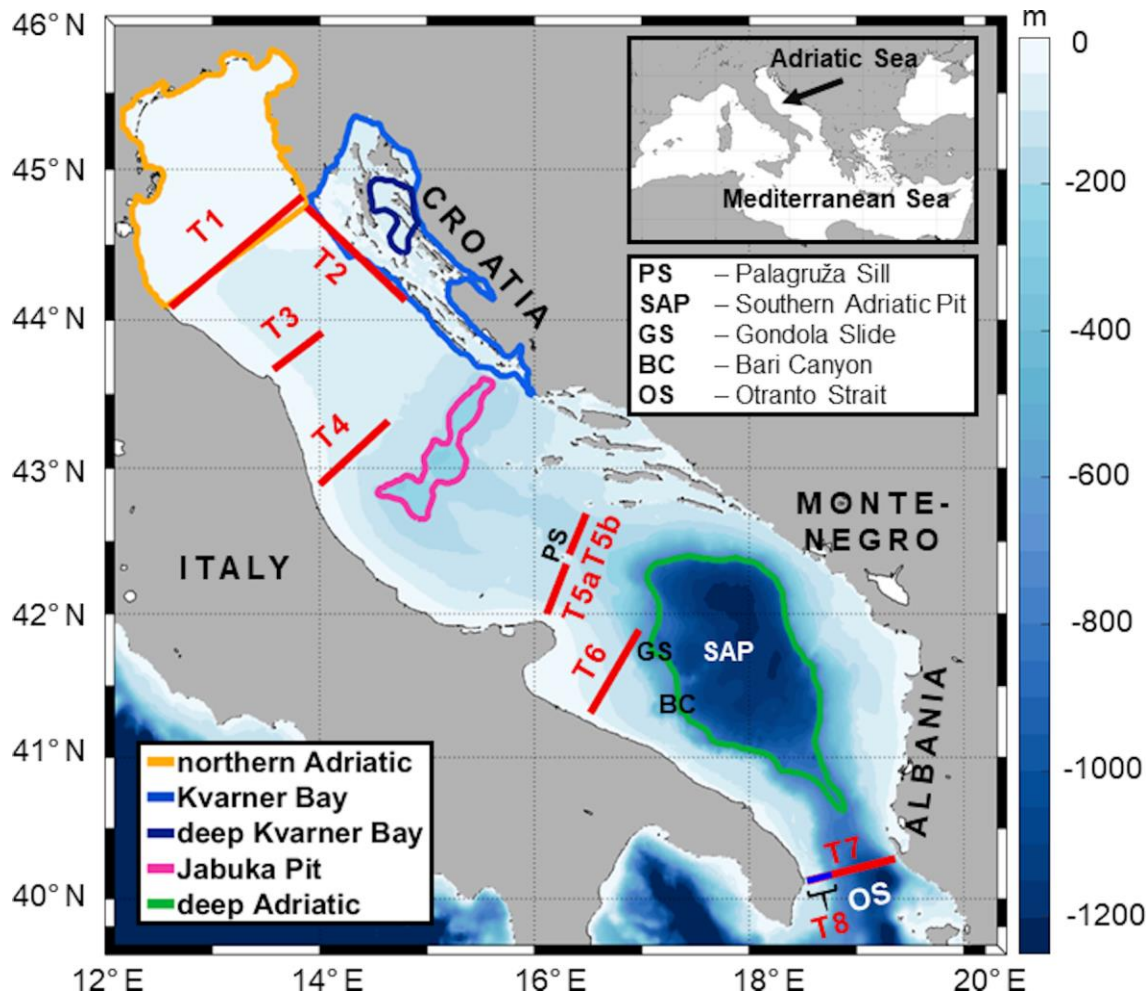 46°N
45°N
44°N
43°N
42°N
41°N
40°N
12°E
14°E
16°E
18°E
20°E
m
0
-200
-400
-600
-800
-1000
-1200
Adriatic Sea
Mediterranean Sea
PS – Palagruža Sill
SAP – Southern Adriatic Pit
GS – Gondola Slide
BC – Bari Canyon
OS – Otranto Strait
CROATIA
T1
T2
T3
T4
ITALY
MONTE-
NEGRO
PS
T5b
T5a
T6
GS
SAP
BC
ALBANIA
T7
OS
T8
northern Adriatic
Kvarner Bay
deep Kvarner Bay
Jabuka Pit
deep Adriatic